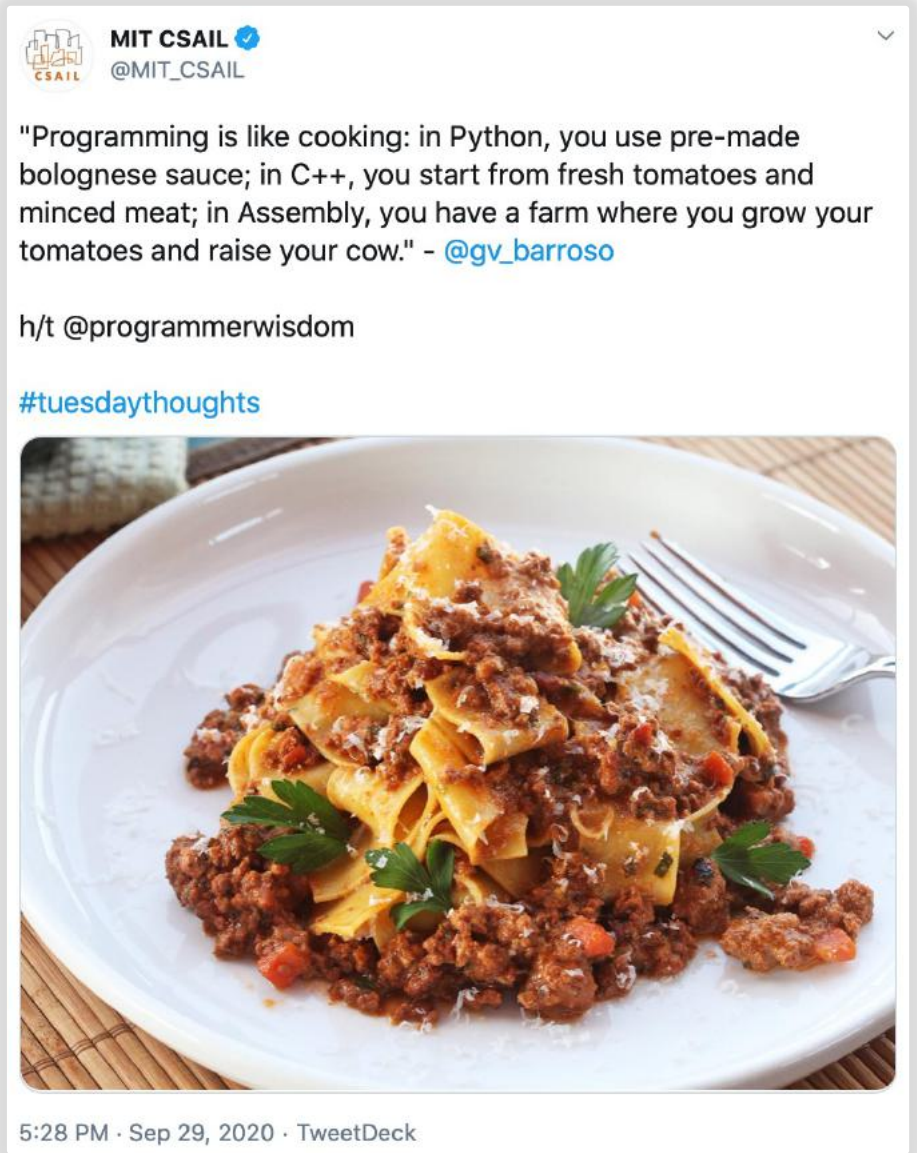 MIT CSAIL
@MIT_CSAIL
CSAIL
"Programming is like cooking: in Python, you use pre-made
bolognese sauce; in C++, you start from fresh tomatoes and
minced meat; in Assembly, you have a farm where you grow your
tomatoes and raise your cow." - @gv_barroso
h/t @programmerwisdom
#tuesdaythoughts
5:28 PM · Sep 29, 2020 · TweetDeck